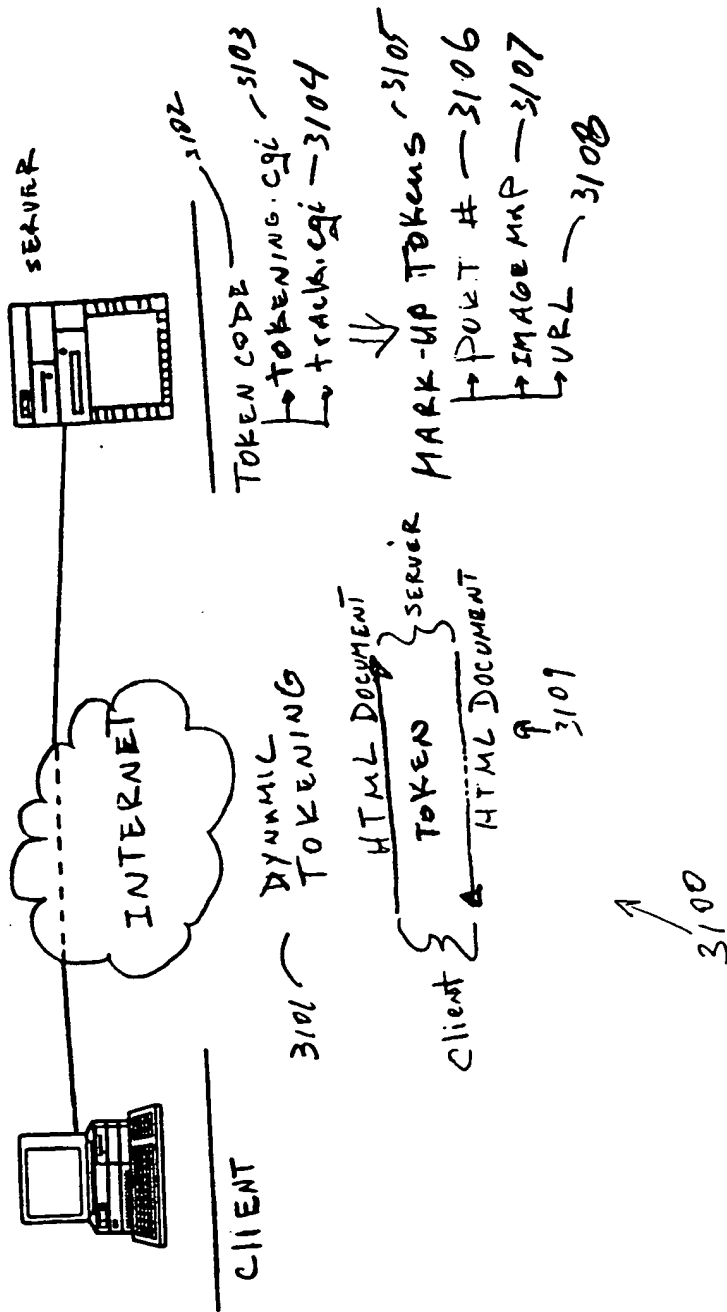 CLIENT
INTERNET
SERVER
3101
DYNAMIC
TOKENING
Client
HTML DOCUMENT
TOKEN
HTML DOCUMENT
SERVER
3109
TOKEN CODE 3102
TOKENING.cgi 3103
track.cgi 3104
MARK-UP TOKENS 3105
PORT # 3106
IMAGE MAP 3107
URL 3108
3100